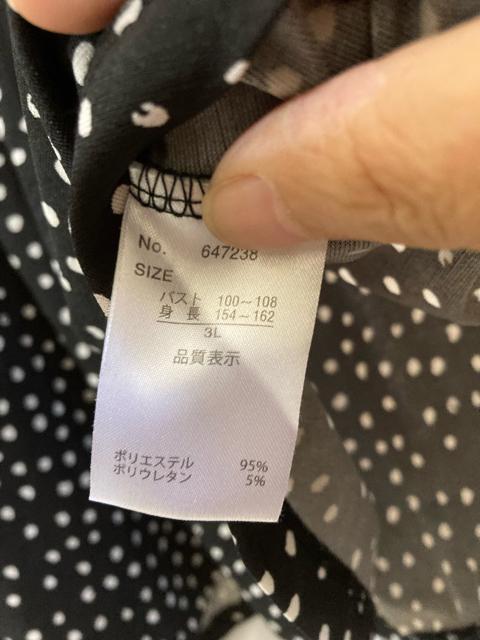 No. 647238
SIZE
バスト 100～108
身長 154～162
3L
品質表示
ポリエステル 95%
ポリウレタン 5%